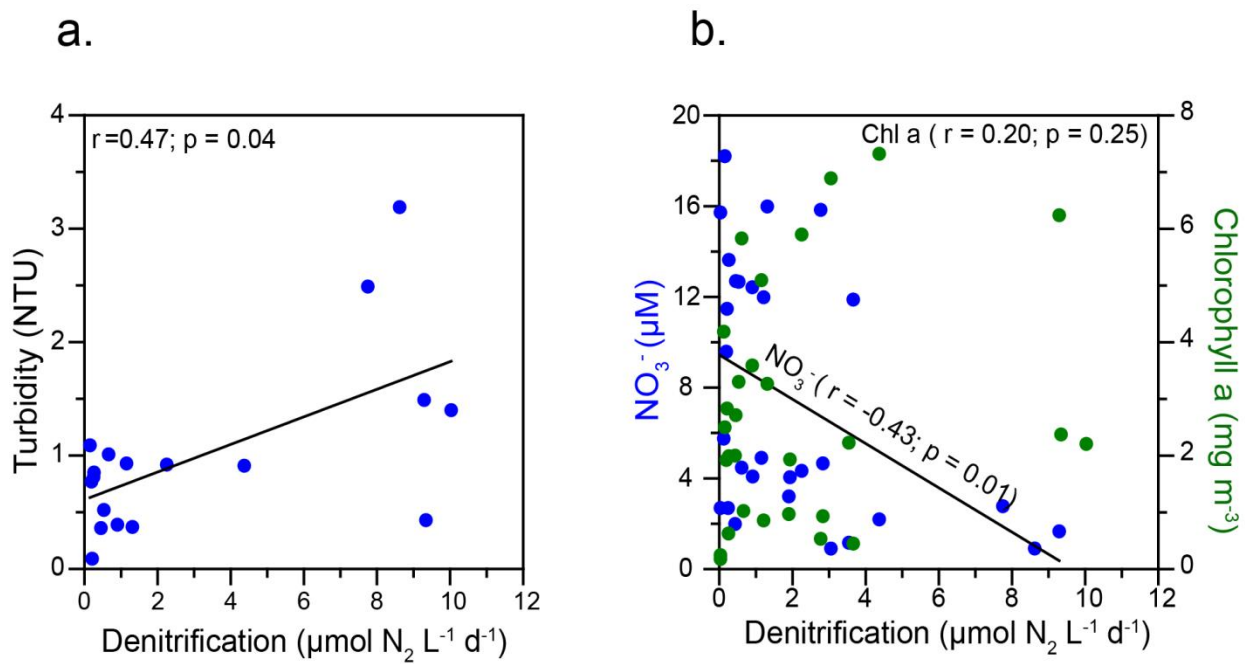 a.
r =0.47; p = 0.04
4
3
2
1
0
Turbidity (NTU)
0 2 4 6 8 10 12
Denitrification (µmol N₂ L⁻¹ d⁻¹)
b.
Chl a ( r = 0.20; p = 0.25)
20
16
12
8
4
0
NO₃⁻ (µM)
NO₃⁻ ( r = -0.43; p = 0.01)
8
6
4
2
0
Chlorophyll a (mg m⁻³)
0 2 4 6 8 10 12
Denitrification (µmol N₂ L⁻¹ d⁻¹)